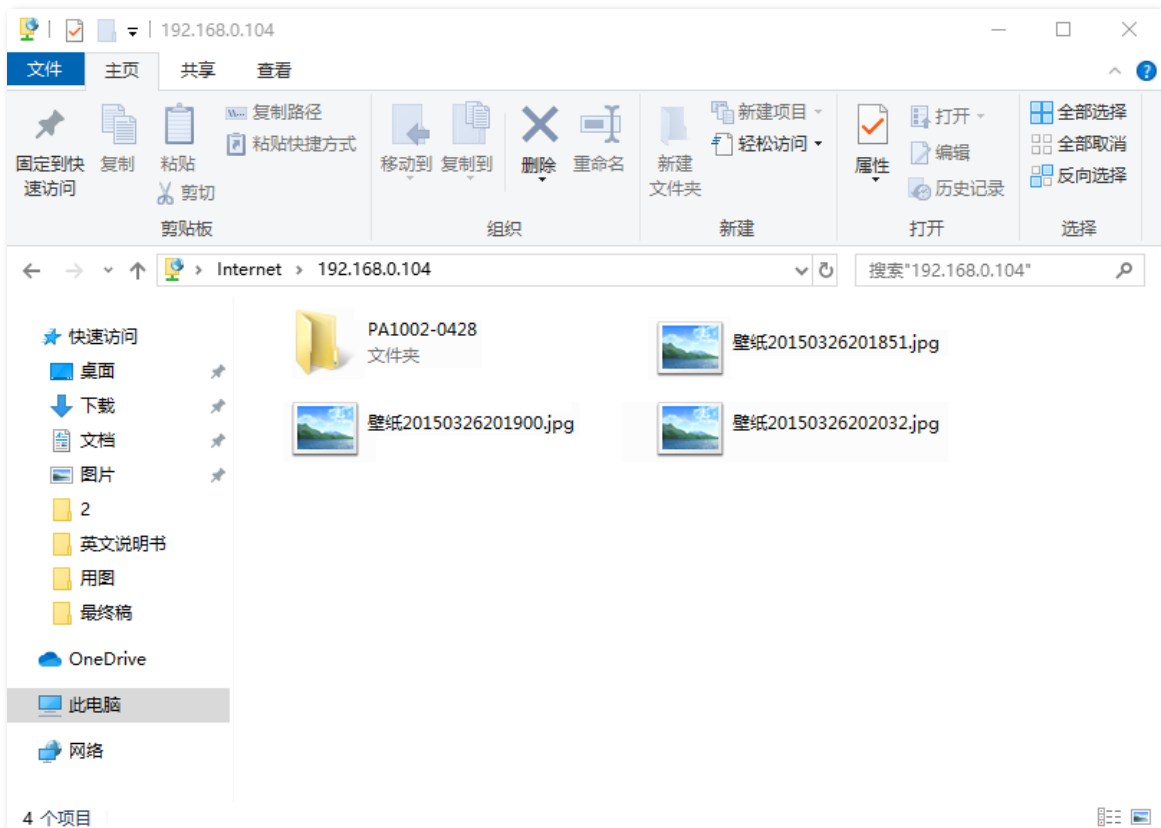 192.168.0.104
文件 主页 共享 查看
固定到快速访问
复制
粘贴
复制路径
粘贴快捷方式
剪切
剪贴板
移动到
复制到
删除
重命名
组织
新建文件夹
新建项目
轻松访问
新建
属性
打开
编辑
历史记录
打开
全部选择
全部取消
反向选择
选择
Internet 192.168.0.104
搜索"192.168.0.104"
快速访问
桌面
下载
文档
图片
2
英文说明书
用图
最终稿
OneDrive
此电脑
网络
PA1002-0428
文件夹
壁纸20150326201851.jpg
壁纸20150326201900.jpg
壁纸20150326202032.jpg
4 个项目